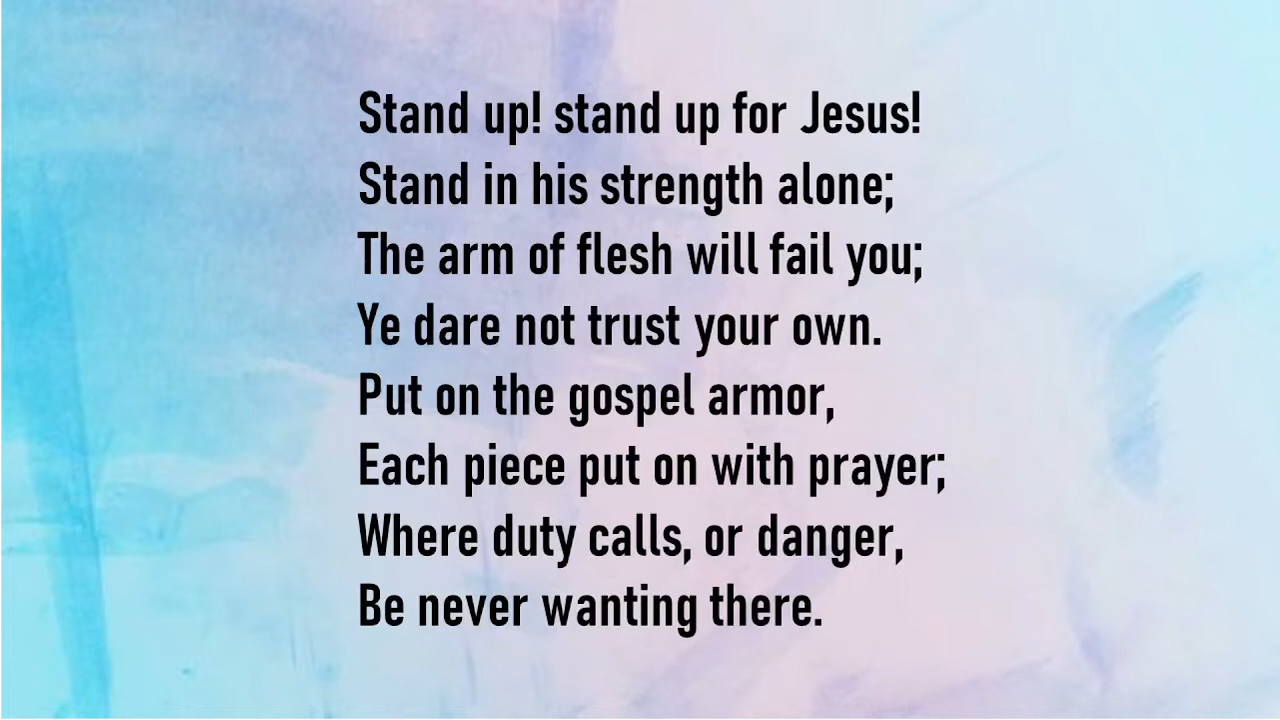 Stand up! stand up for Jesus!
Stand in his strength alone;
The arm of flesh will fail you;
Ye dare not trust your own.
Put on the gospel armor,
Each piece put on with prayer;
Where duty calls, or danger,
Be never wanting there.